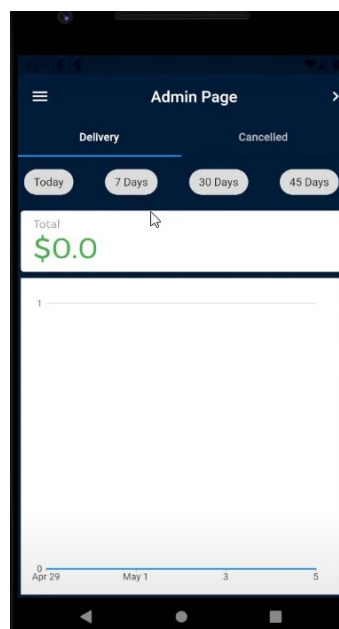 Admin Page
Delivery Cancelled
Today 7 Days 30 Days 45 Days
Total
$0.0
1
0
Apr 29 May 1 3 5